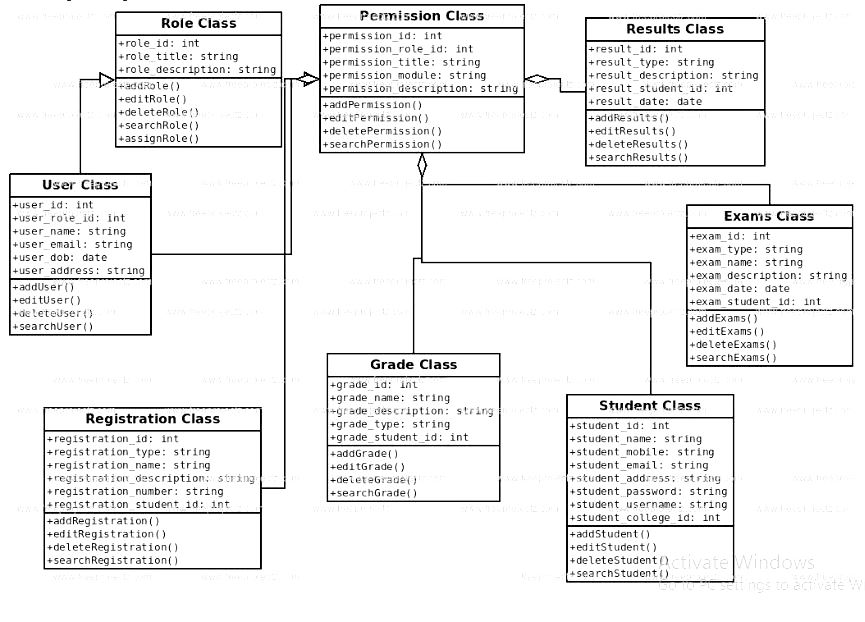 Role Class
+role_id: int
+role_title: string
+role_description: string
+addRole()
+editRole()
+deleteRole()
+searchRole()
+assignRole()
Permission Class
+permission_id: int
+permission_role_id: int
+permission_title: string
+permission_module: string
+permission_description: string
+addPermission()
+editPermission()
+deletePermission()
+searchPermission()
Results Class
+result_id: int
+result_type: string
+result_description: string
+result_student_id: int
+result_date: date
+addResults()
+editResults()
+deleteResults()
+searchResults()
User Class
+user_id: int
+user_role_id: int
+user_name: string
+user_email: string
+user_dob: date
+user_address: string
+addUser()
+editUser()
+deleteUser()
+searchUser()
Exams Class
+exam_id: int
+exam_type: string
+exam_name: string
+exam_description: string
+exam_date: date
+exam_student_id: int
+addExams()
+editExams()
+deleteExams()
+searchExams()
Grade Class
+grade_id: int
+grade_name: string
+grade_description: string
+grade_type: string
+grade_student_id: int
+addGrade()
+editGrade()
+deleteGrade()
+searchGrade()
Registration Class
+registration_id: int
+registration_type: string
+registration_name: string
+registration_description: string
+registration_number: string
+registration_student_id: int
+addRegistration()
+editRegistration()
+deleteRegistration()
+searchRegistration()
Student Class
+student_id: int
+student_name: string
+student_mobile: string
+student_email: string
+student_address: string
+student_password: string
+student_username: string
+student_college_id: int
+addStudent()
+editStudent()
+deleteStudent()
+searchStudent()
Activate Windows
Go to PC settings to activate W